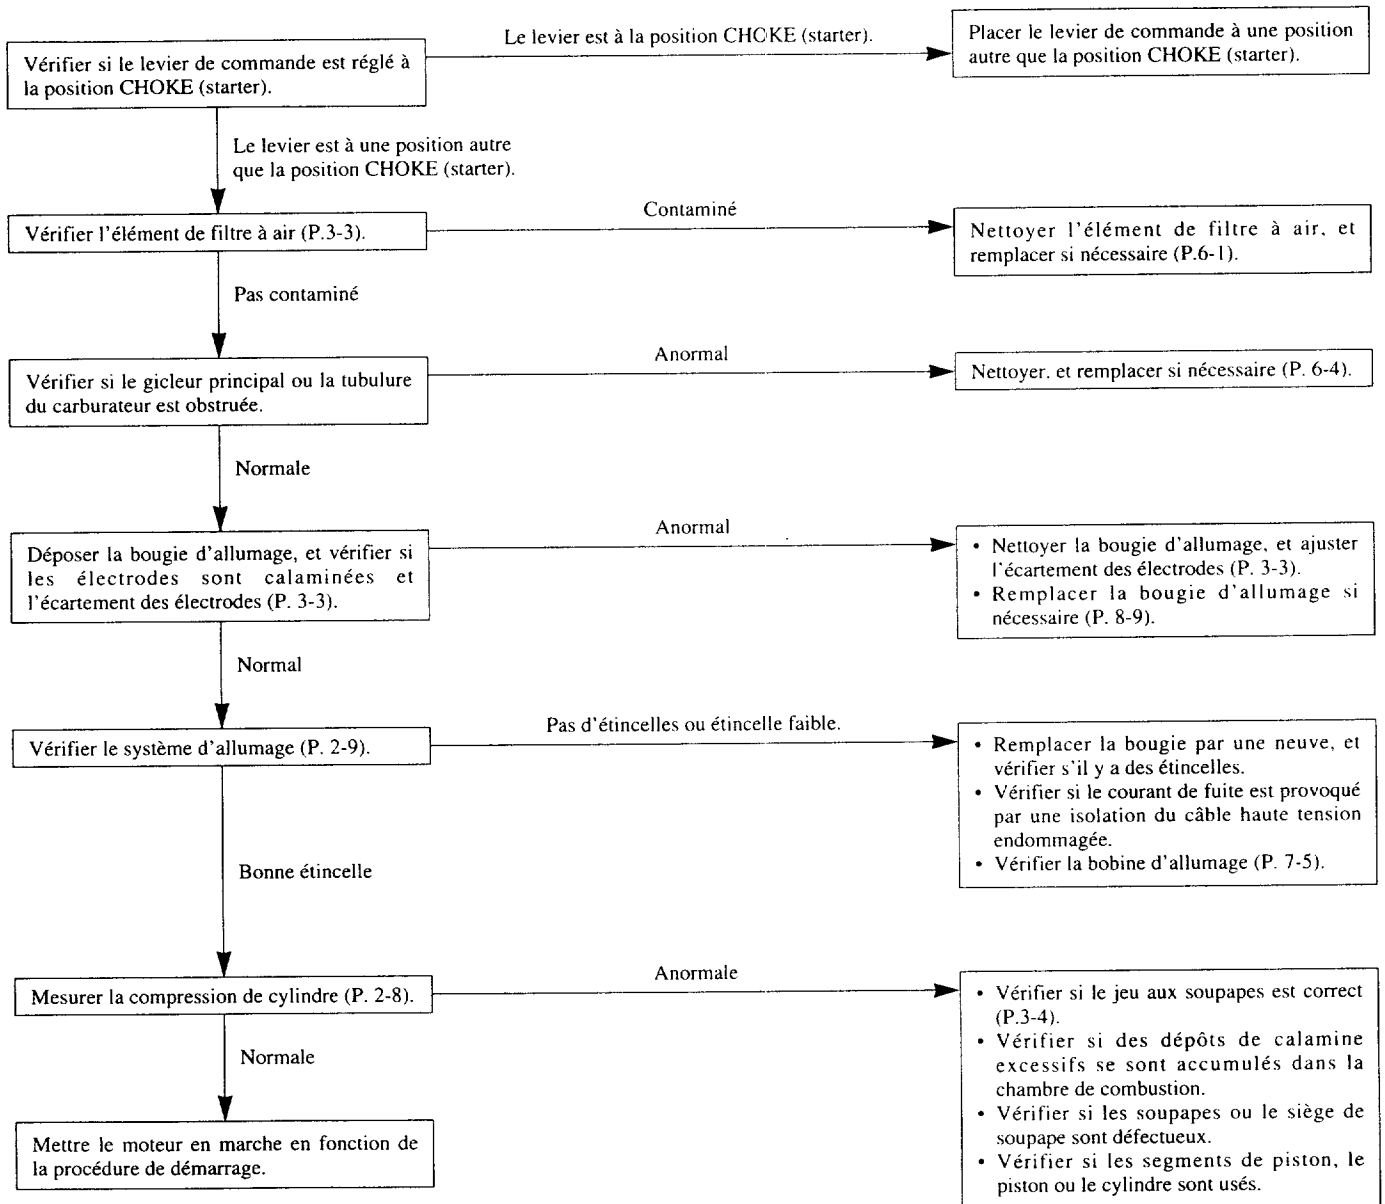 Vérifier si le levier de commande est réglé à
la position CHOKE (starter).
Le levier est à la position CHOKE (starter).
Placer le levier de commande à une position
autre que la position CHOKE (starter).
Le levier est à une position autre
que la position CHOKE (starter).
Vérifier l'élément de filtre à air (P.3-3).
Contaminé
Nettoyer l'élément de filtre à air, et
remplacer si nécessaire (P.6-1).
Pas contaminé
Vérifier si le gicleur principal ou la tubulure
du carburateur est obstruée.
Anormal
Nettoyer. et remplacer si nécessaire (P. 6-4).
Normale
Déposer la bougie d'allumage, et vérifier si
les électrodes sont calaminées et
l'écartement des électrodes (P. 3-3).
Anormal
• Nettoyer la bougie d'allumage, et ajuster
l'écartement des électrodes (P. 3-3).
• Remplacer la bougie d'allumage si
nécessaire (P. 8-9).
Normal
Vérifier le système d'allumage (P. 2-9).
Pas d'étincelles ou étincelle faible.
• Remplacer la bougie par une neuve, et
vérifier s'il y a des étincelles.
• Vérifier si le courant de fuite est provoqué
par une isolation du câble haute tension
endommagée.
• Vérifier la bobine d'allumage (P. 7-5).
Bonne étincelle
Mesurer la compression de cylindre (P. 2-8).
Anormale
• Vérifier si le jeu aux soupapes est correct
(P.3-4).
• Vérifier si des dépôts de calamine
excessifs se sont accumulés dans la
chambre de combustion.
• Vérifier si les soupapes ou le siège de
soupape sont défectueux.
• Vérifier si les segments de piston, le
piston ou le cylindre sont usés.
Normale
Mettre le moteur en marche en fonction de
la procédure de démarrage.